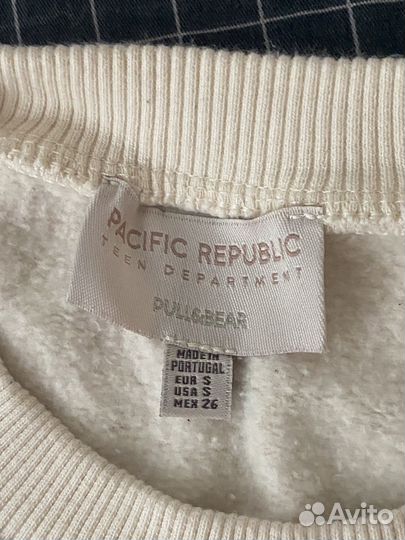 PACIFIC REPUBLIC
TEEN DEPARTMENT
PULL&BEAR
MADE IN
PORTUGAL
EUR S
USA S
MEX 26
Avito